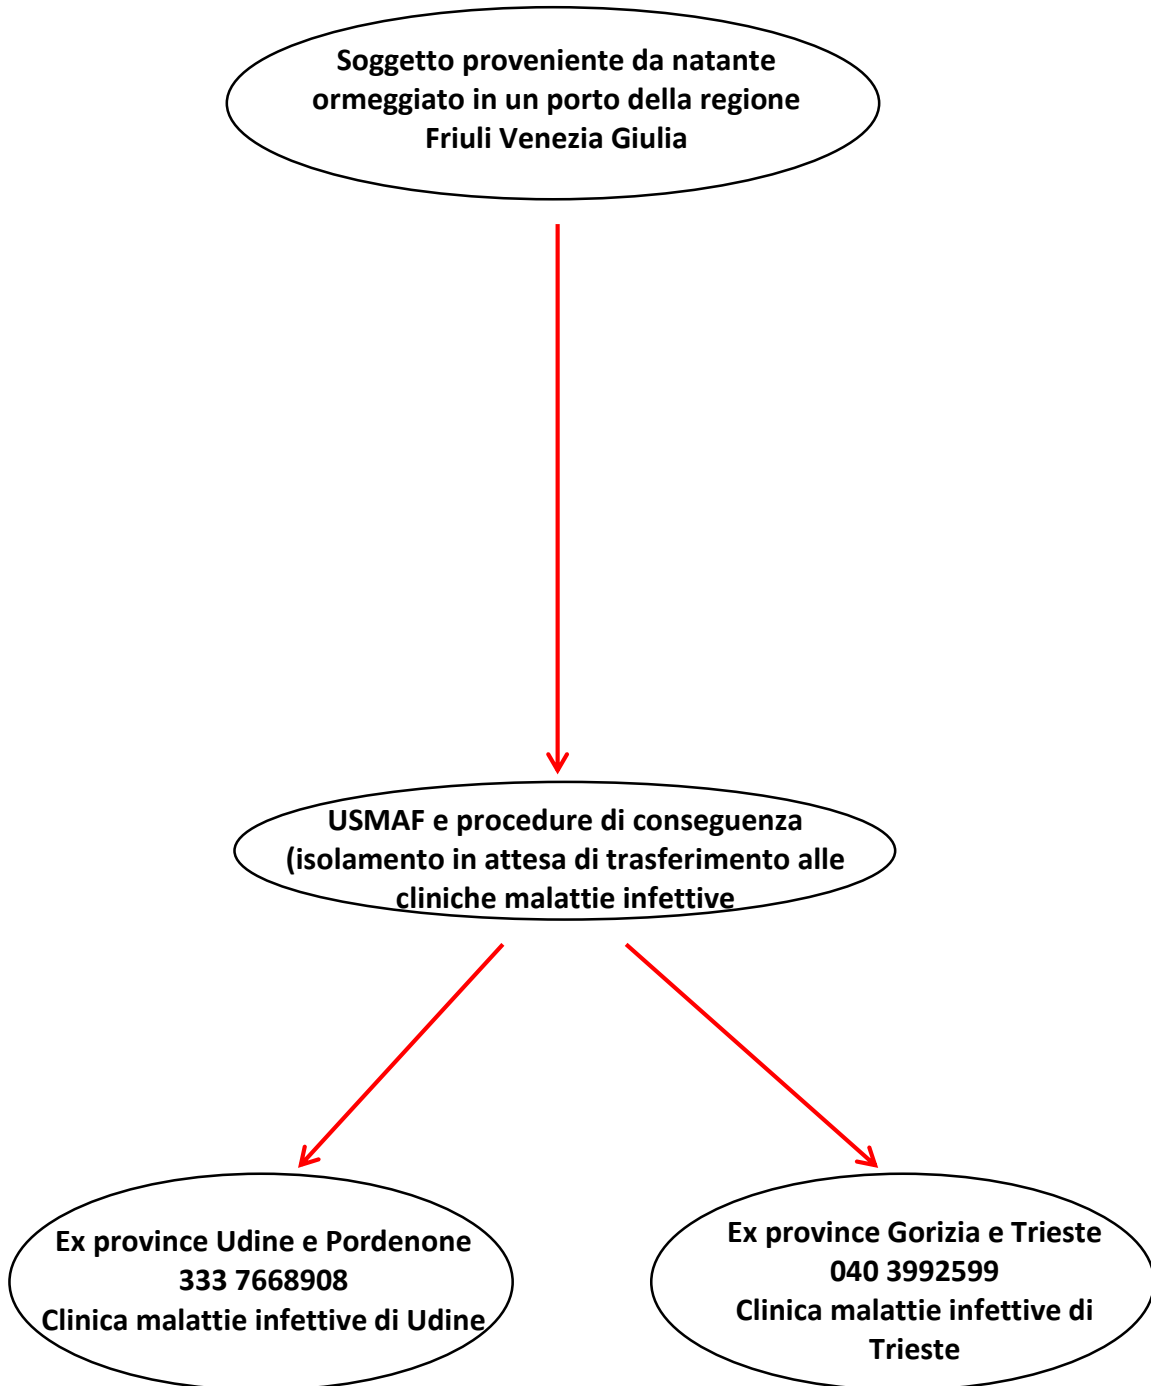 Soggetto proveniente da natante
ormeggiato in un porto della regione
Friuli Venezia Giulia
USMAF e procedure di conseguenza
(isolamento in attesa di trasferimento alle
cliniche malattie infettive
Ex province Udine e Pordenone
333 7668908
Clinica malattie infettive di Udine
Ex province Gorizia e Trieste
040 3992599
Clinica malattie infettive di
Trieste